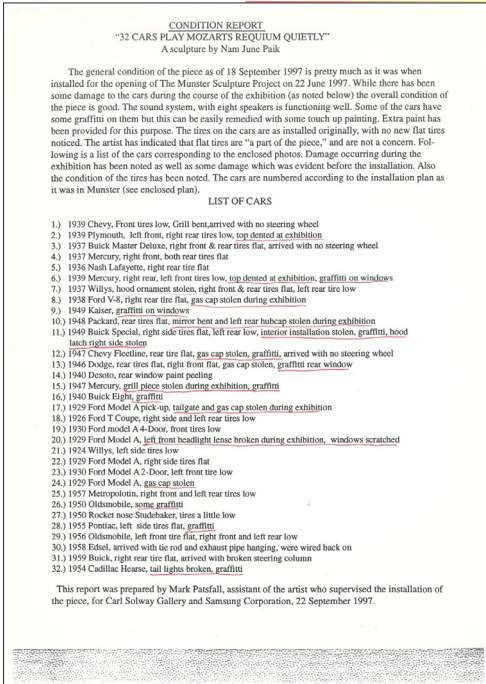 CONDITION REPORT
"32 CARS PLAY MOZARTS REQUIUM QUIETLY"
A sculpture by Nam June Paik
The general condition of the piece as of 18 September 1997 is pretty much as it was when
installed for the opening of The Munster Sculpture Project on 22 June 1997. While there has been
some damage to the cars during the course of the exhibition (as noted below) the overall condition of
the piece is good. The sound system, with eight speakers is functioning well. Some of the cars have
some graffitti on them but this can be easily remedied with some touch up painting. Extra paint has
been provided for this purpose. The tires on the cars are as installed originally, with no new flat tires
noticed. The artist has indicated that flat tires are "a part of the piece," and are not a concern. Fol-
lowing is a list of the cars corresponding to the enclosed photos. Damage occurring during the
exhibition has been noted as well as some damage which was evident before the installation. Also
the condition of the tires has been noted. The cars are numbered according to the installation plan as
it was in Munster (see enclosed plan).
LIST OF CARS
1.) 1939 Chevy, Front tires low, Grill bent,arrived with no steering wheel
2.) 1939 Plymouth, left front, right rear tires low, top dented at exhibition
3.) 1937 Buick Master Deluxe, right front & rear tires flat, arrived with no steering wheel
4.) 1937 Mercury, right front, both rear tires flat
5.) 1936 Nash Lafayette, right rear tire flat
6.) 1939 Mercury, right rear, left front tires low, top dented at exhibition, graffitti on windows
7.) 1937 Willys, hood ornament stolen, right front & rear tires flat, left rear tire low
8.) 1938 Ford V-8, right rear tire flat, gas cap stolen during exhibition
9.) 1949 Kaiser, graffitti on windows
10.) 1948 Packard, rear tires flat, mirror bent and left rear hubcap stolen during exhibition
11.) 1949 Buick Special, right side tires flat, left rear low, interior installation stolen, graffitti, hood
latch right side stolen
12.) 1947 Chevy Fleetline, rear tire flat, gas cap stolen, graffitti, arrived with no steering wheel
13.) 1946 Dodge, rear tires flat, right front flat, gas cap stolen, graffitti rear window
14.) 1940 Desoto, rear window paint peeling
15.) 1947 Mercury, grill piece stolen during exhibition, graffitti
16.) 1940 Buick Eight, graffitti
17.) 1929 Ford Model A pick-up, tailgate and gas cap stolen during exhibition
18.) 1926 Ford T Coupe, right side and left rear tires low
19.) 1930 Ford model A 4-Door, front tires low
20.) 1929 Ford Model A, left front headlight lense broken during exhibition, windows scratched
21.) 1924 Willys, left side tires low
22.) 1929 Ford Model A, right side tires flat
23.) 1930 Ford Model A 2-Door, left front tire low
24.) 1929 Ford Model A, gas cap stolen
25.) 1957 Metropolotin, right front and left rear tires low
26.) 1950 Oldsmobile, some graffitti
27.) 1950 Rocket nose Studebaker, tires a little low
28.) 1955 Pontiac, left side tires flat, graffitti
29.) 1956 Oldsmobile, left front tire flat, right front and left rear low
30.) 1958 Edsel, arrived with tie rod and exhaust pipe hanging, were wired back on
31.) 1959 Buick, right rear tire flat, arrived with broken steering column
32.) 1954 Cadillac Hearse, tail lights broken, graffitti
This report was prepared by Mark Patsfall, assistant of the artist who supervised the installation of
the piece, for Carl Solway Gallery and Samsung Corporation, 22 September 1997.